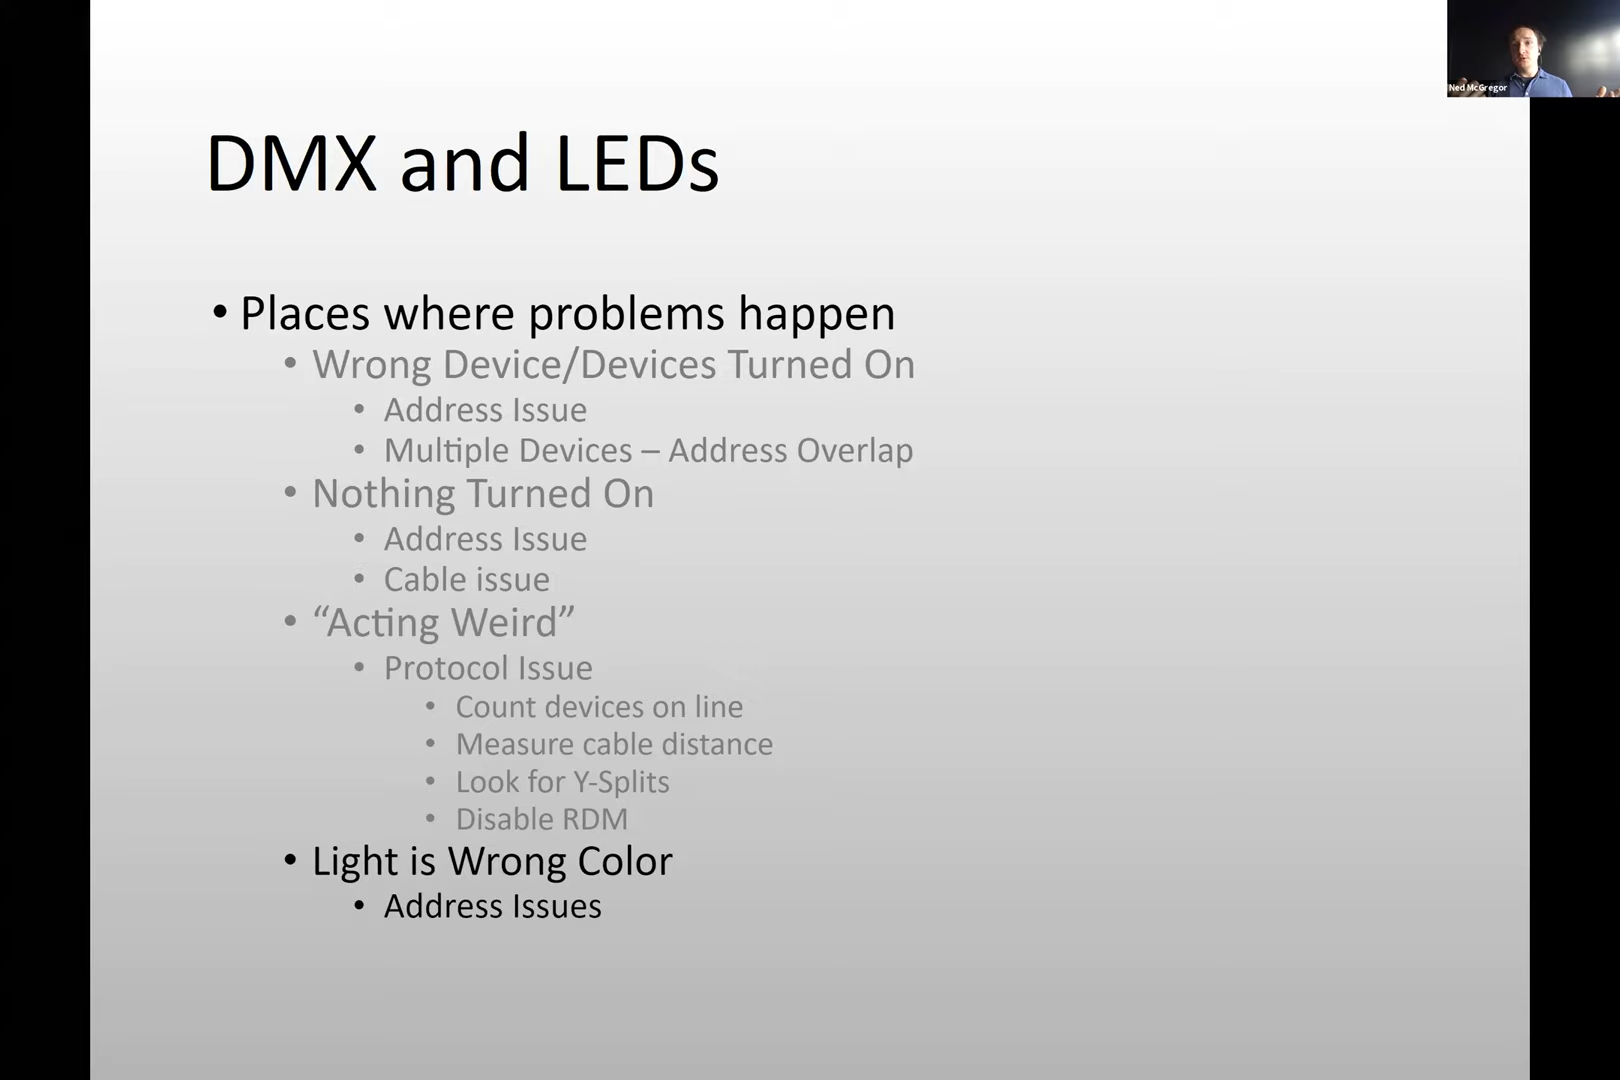 Ned McGregor
DMX and LEDs
• Places where problems happen
• Wrong Device/Devices Turned On
• Address Issue
• Multiple Devices – Address Overlap
• Nothing Turned On
• Address Issue
• Cable issue
• “Acting Weird”
• Protocol Issue
• Count devices on line
• Measure cable distance
• Look for Y-Splits
• Disable RDM
• Light is Wrong Color
• Address Issues